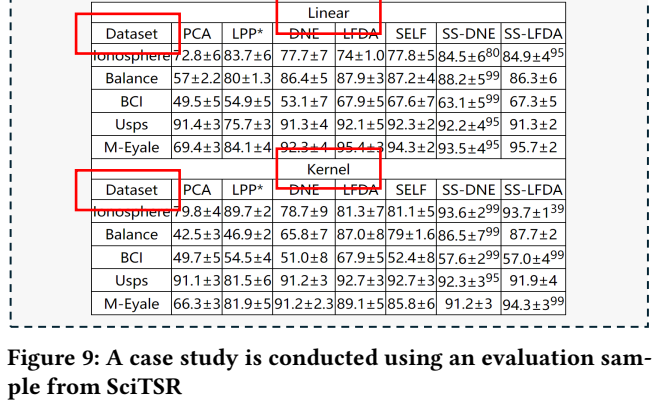 Linear
Dataset PCA LPP* DNE LFDA SELF SS-DNE SS-LFDA
Ionosphere 72.8±6 83.7±6 77.7±7 74±1.0 77.8±5 84.5±6⁸⁰ 84.9±4⁹⁵
Balance 57±2.2 80±1.3 86.4±5 87.9±3 87.2±4 88.2±5⁹⁹ 86.3±6
BCI 49.5±5 54.9±5 53.1±7 67.9±5 67.6±7 63.1±5⁹⁹ 67.3±5
Usps 91.4±3 75.7±3 91.3±4 92.1±5 92.3±2 92.2±4⁹⁵ 91.3±2
M-Eyale 69.4±3 84.1±4 92.3±4 95.4±3 94.3±2 93.5±4⁹⁵ 95.7±2
Kernel
Dataset PCA LPP* DNE LFDA SELF SS-DNE SS-LFDA
Ionosphere 79.8±4 89.7±2 78.7±9 81.3±7 81.1±5 93.6±2⁹⁹ 93.7±1³⁹
Balance 42.5±3 46.9±2 65.8±7 87.0±8 79±1.6 86.5±7⁹⁹ 87.7±2
BCI 49.7±5 54.5±4 51.0±8 67.9±5 52.4±8 57.6±2⁹⁹ 57.0±4⁹⁹
Usps 91.1±3 81.5±6 91.2±3 92.7±3 92.7±3 92.3±3⁹⁵ 91.9±4
M-Eyale 66.3±3 81.9±5 91.2±2.3 89.1±5 85.8±6 91.2±3 94.3±3⁹⁹
Figure 9: A case study is conducted using an evaluation sam-
ple from SciTSR